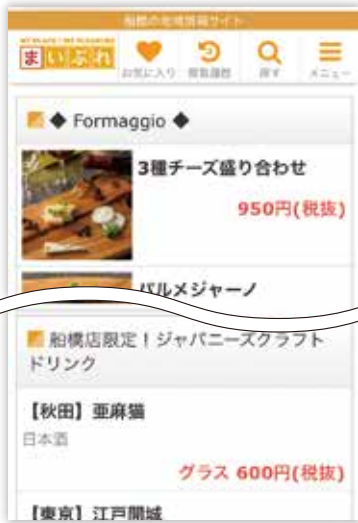 船橋の地域情報サイト
まいぷれ
お気に入り 閲覧履歴 探す メニュー
◆ Formaggio ◆
3種チーズ盛り合わせ
950円(税抜)
パルメジャーノ
船橋店限定！ジャパニーズクラフト
ドリンク
【秋田】亜麻猫
日本酒
グラス 600円(税抜)
【東京】江戸開城